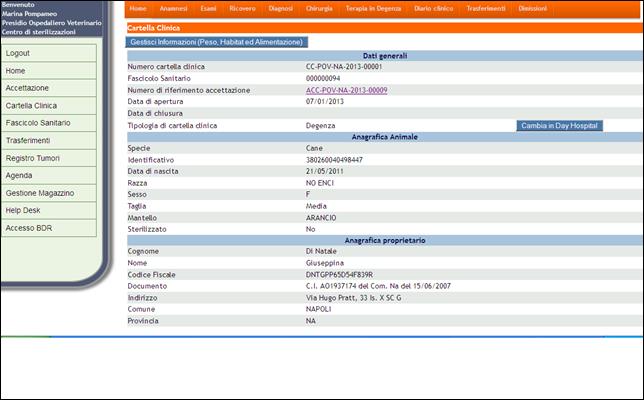 Benvenuto
Marina Pompameo
Presidio Ospedaliero Veterinario
Centro di sterilizzazioni
Logout
Home
Accettazione
Cartella Clinica
Fascicolo Sanitario
Trasferimenti
Registro Tumori
Agenda
Gestione Magazzino
Help Desk
Accesso BDR
Home Anamnesi Esami Ricovero Diagnosi Chirurgia Terapia in Degenza Diario clinico Trasferimenti Dimissioni
Cartella Clinica
Gestisci Informazioni (Peso, Habitat ed Alimentazione)
Dati generali
Numero cartella clinica CC-POV-NA-2013-00001
Fascicolo Sanitario 000000094
Numero di riferimento accettazione ACC-POV-NA-2013-00009
Data di apertura 07/01/2013
Data di chiusura
Tipologia di cartella clinica Degenza Cambia in Day Hospital
Anagrafica Animale
Specie Cane
Identificativo 380260040498447
Data di nascita 21/05/2011
Razza NO ENCI
Sesso F
Taglia Media
Mantello ARANCIO
Sterilizzato No
Anagrafica proprietario
Cognome Di Natale
Nome Giuseppina
Codice Fiscale DNTGPP65D54F839R
Documento C.I. AO1937174 del Com. Na del 15/06/2007
Indirizzo Via Hugo Pratt, 33 Is. X SC G
Comune NAPOLI
Provincia NA